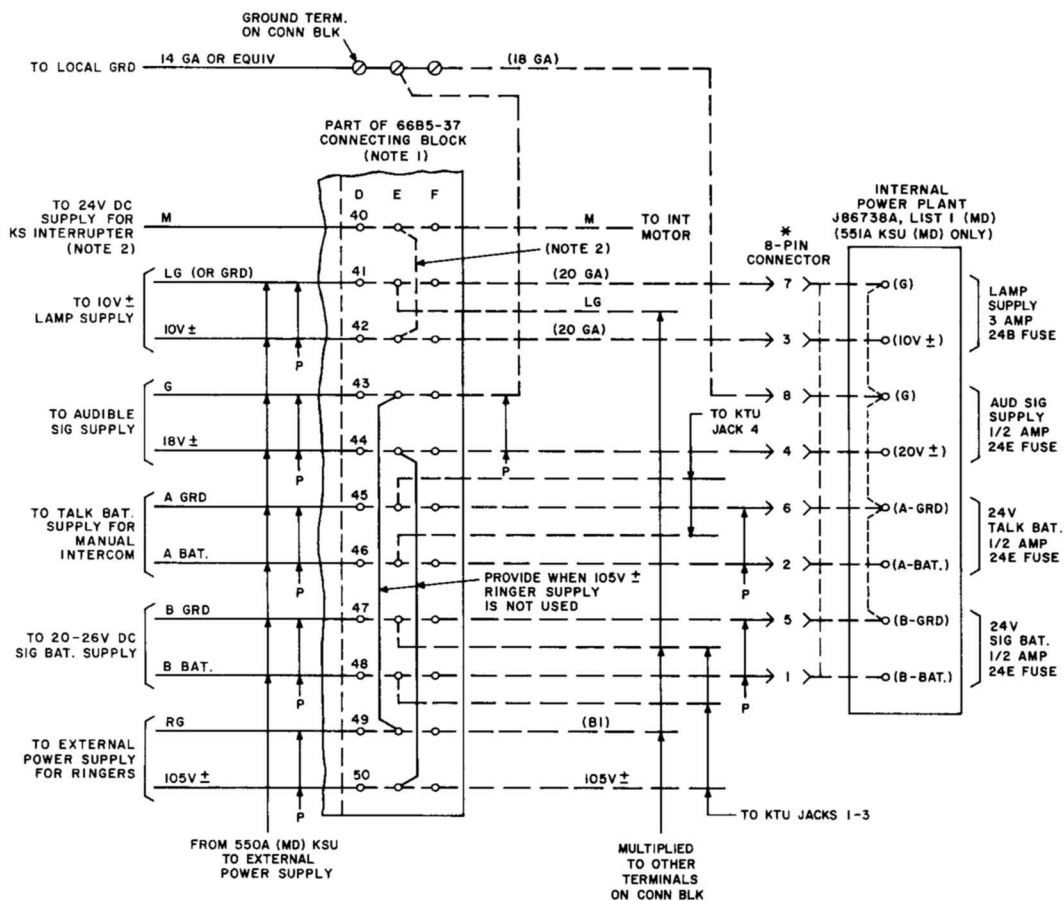 GROUND TERM.
ON CONN BLK
TO LOCAL GRD
14 GA OR EQUIV
(18 GA)
PART OF 66B5-37
CONNECTING BLOCK
(NOTE 1)
D E F
TO 24V DC
SUPPLY FOR
KS INTERRUPTER
(NOTE 2)
M
40
M
TO INT
MOTOR
(NOTE 2)
INTERNAL
POWER PLANT
J86738A, LIST 1 (MD)
(551A KSU (MD) ONLY)
*
8-PIN
CONNECTOR
TO 10V ±
LAMP SUPPLY
LG (OR GRD)
41
(20 GA)
7
(G)
LG
10V ±
42
(20 GA)
3
(10V ±)
P
LAMP
SUPPLY
3 AMP
24B FUSE
TO AUDIBLE
SIG SUPPLY
G
43
8
(G)
18V ±
44
4
(20V ±)
P
P
TO KTU
JACK 4
AUD SIG
SUPPLY
1/2 AMP
24E FUSE
TO TALK BAT.
SUPPLY FOR
MANUAL
INTERCOM
A GRD
45
6
(A-GRD)
A BAT.
46
2
(A-BAT.)
P
P
24V
TALK BAT.
1/2 AMP
24E FUSE
PROVIDE WHEN 105V ±
RINGER SUPPLY
IS NOT USED
TO 20-26V DC
SIG BAT. SUPPLY
B GRD
47
5
(B-GRD)
B BAT.
48
1
(B-BAT.)
P
P
24V
SIG BAT.
1/2 AMP
24E FUSE
TO EXTERNAL
POWER SUPPLY
FOR RINGERS
RG
49
(B1)
105V ±
50
105V ±
P
TO KTU JACKS 1-3
FROM 550A (MD) KSU
TO EXTERNAL
POWER SUPPLY
MULTIPLIED
TO OTHER
TERMINALS
ON CONN BLK